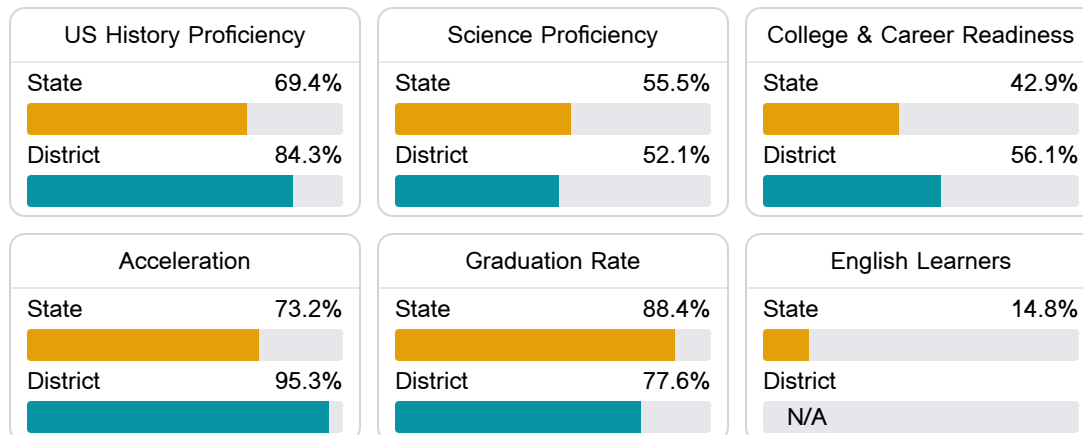 US History Proficiency
State 69.4%
District 84.3%
Science Proficiency
State 55.5%
District 52.1%
College & Career Readiness
State 42.9%
District 56.1%
Acceleration
State 73.2%
District 95.3%
Graduation Rate
State 88.4%
District 77.6%
English Learners
State 14.8%
District
N/A